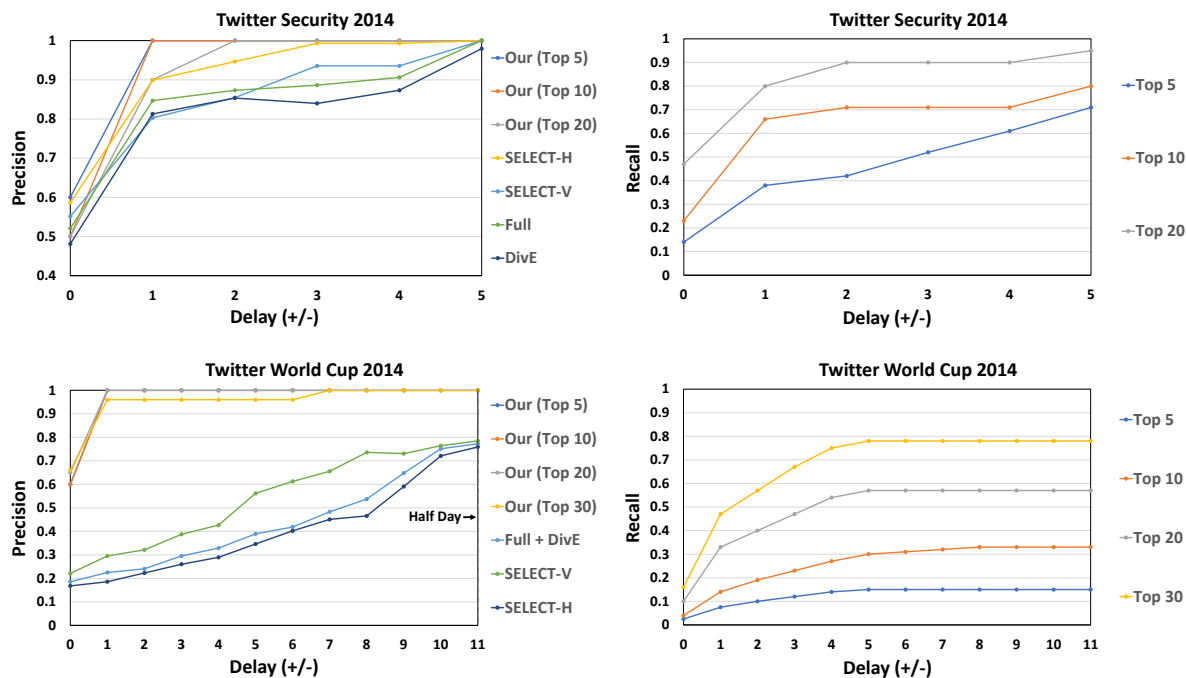 Twitter Security 2014
1
0.9
0.8
0.7
0.6
0.5
0.4
Precision
0
1
2
3
4
5
Delay (+/-)
Our (Top 5)
Our (Top 10)
Our (Top 20)
SELECT-H
SELECT-V
Full
DivE
Twitter Security 2014
1
0.9
0.8
0.7
0.6
0.5
0.4
0.3
0.2
0.1
0
Recall
0
1
2
3
4
5
Delay (+/-)
Top 5
Top 10
Top 20
Twitter World Cup 2014
1
0.9
0.8
0.7
0.6
0.5
0.4
0.3
0.2
0.1
0
Precision
0
1
2
3
4
5
6
7
8
9
10
11
Delay (+/-)
Half Day
Our (Top 5)
Our (Top 10)
Our (Top 20)
Our (Top 30)
Full + DivE
SELECT-V
SELECT-H
Twitter World Cup 2014
1
0.9
0.8
0.7
0.6
0.5
0.4
0.3
0.2
0.1
0
Recall
0
1
2
3
4
5
6
7
8
9
10
11
Delay (+/-)
Top 5
Top 10
Top 20
Top 30